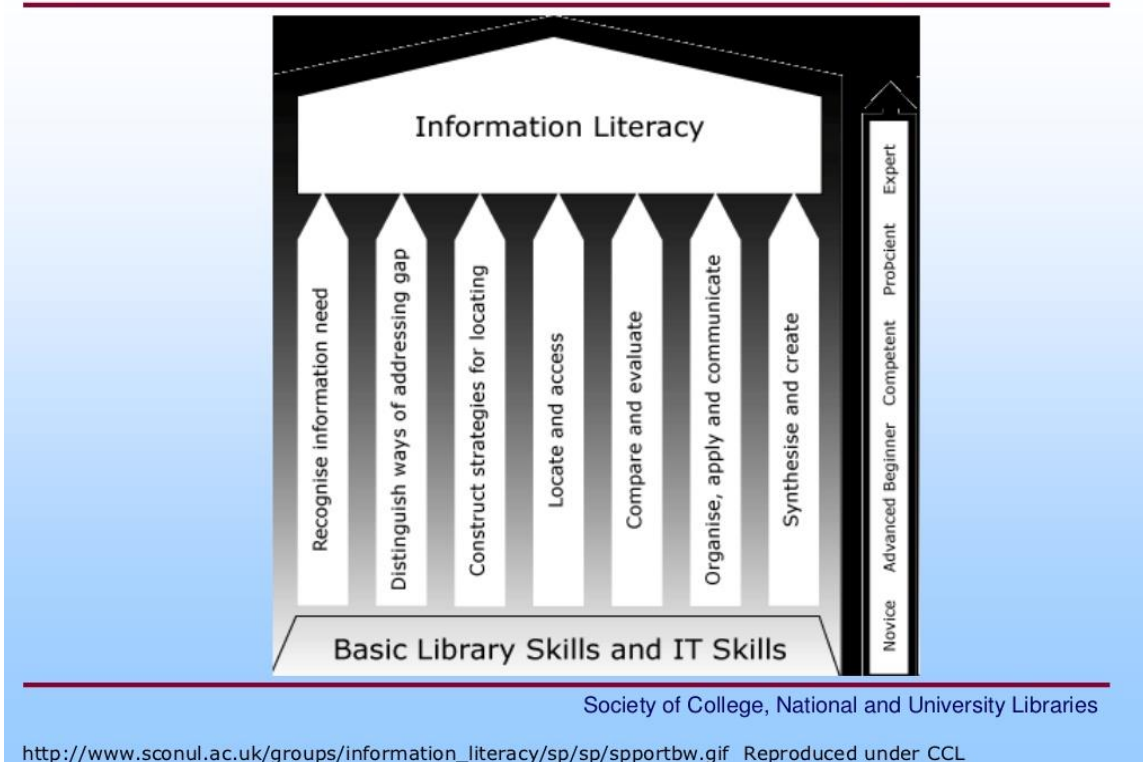 Information Literacy
Recognise information need
Distinguish ways of addressing gap
Construct strategies for locating
Locate and access
Compare and evaluate
Organise, apply and communicate
Synthesise and create
Basic Library Skills and IT Skills
Novice Advanced Beginner Competent ProÞcient Expert
Society of College, National and University Libraries
http://www.sconul.ac.uk/groups/information_literacy/sp/sp/spportbw.gif Reproduced under CCL